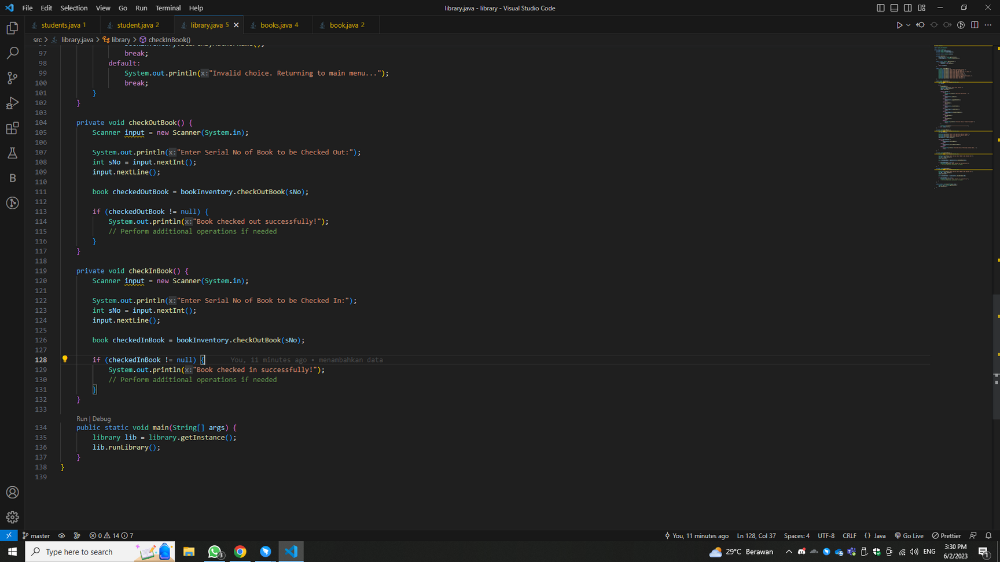 File Edit Selection View Go Run Terminal Help library.java - library - Visual Studio Code
students.java 1 student.java 2 library.java 5 books.java 4 book.java 2
src > library.java > library > checkInBook()
97 break;
98 default:
99 System.out.println(x:"Invalid choice. Returning to main menu...");
100 break;
101 }
102 }
103
104 private void checkOutBook() {
105 Scanner input = new Scanner(System.in);
106
107 System.out.println(x:"Enter Serial No of Book to be Checked Out:");
108 int sNo = input.nextInt();
109 input.nextLine();
110
111 book checkedOutBook = bookInventory.checkOutBook(sNo);
112
113 if (checkedOutBook != null) {
114 System.out.println(x:"Book checked out successfully!");
115 // Perform additional operations if needed
116 }
117 }
118
119 private void checkInBook() {
120 Scanner input = new Scanner(System.in);
121
122 System.out.println(x:"Enter Serial No of Book to be Checked In:");
123 int sNo = input.nextInt();
124 input.nextLine();
125
126 book checkedInBook = bookInventory.checkOutBook(sNo);
127
128 if (checkedInBook != null) { You, 11 minutes ago • menambahkan data
129 System.out.println(x:"Book checked in successfully!");
130 // Perform additional operations if needed
131 }
132 }
133
Run | Debug
134 public static void main(String[] args) {
135 library lib = library.getInstance();
136 lib.runLibrary();
137 }
138 }
139
master 0 14 7 You, 11 minutes ago Ln 128, Col 37 Spaces: 4 UTF-8 CRLF {} Java Go Live Prettier
Type here to search 3 29°C Berawan ENG 3:30 PM
6/2/2023 1